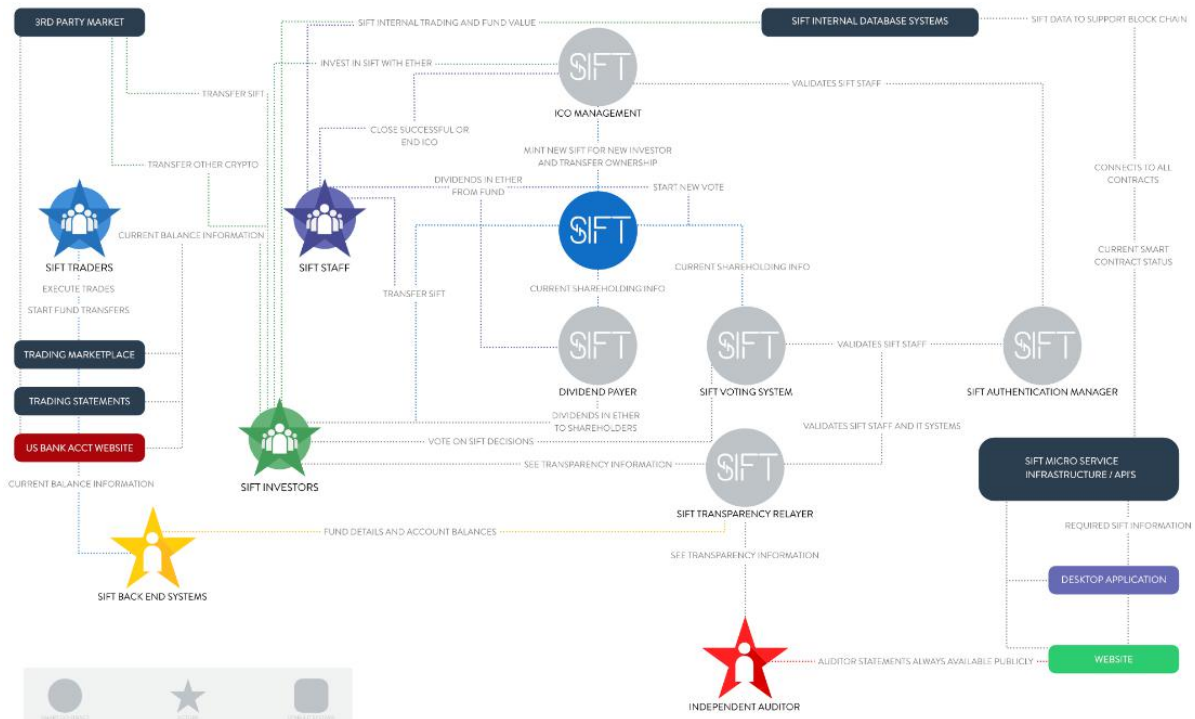 3RD PARTY MARKET
SIFT INTERNAL TRADING AND FUND VALUE
SIFT INTERNAL DATABASE SYSTEMS
SIFT DATA TO SUPPORT BLOCK CHAIN
INVEST IN SIFT WITH ETHER
SIFT
VALIDATES SIFT STAFF
TRANSFER SIFT
ICO MANAGEMENT
CLOSE SUCCESSFUL OR
END ICO
MINT NEW SIFT FOR NEW INVESTOR
AND TRANSFER OWNERSHIP
TRANSFER OTHER CRYPTO
CONNECTS TO ALL
CONTRACTS
DIVIDENDS IN ETHER
FROM FUND
START NEW VOTE
SIFT
CURRENT BALANCE INFORMATION
SIFT TRADERS
SIFT STAFF
CURRENT SMART
CONTRACT STATUS
CURRENT SHAREHOLDING INFO
EXECUTE TRADES
CURRENT SHAREHOLDING INFO
TRANSFER SIFT
START FUND TRANSFERS
SIFT
SIFT
VALIDATES SIFT STAFF
SIFT
TRADING MARKETPLACE
DIVIDEND PAYER
SIFT VOTING SYSTEM
SIFT AUTHENTICATION MANAGER
TRADING STATEMENTS
DIVIDENDS IN ETHER
TO SHAREHOLDERS
VALIDATES SIFT STAFF AND IT SYSTEMS
US BANK ACCT WEBSITE
VOTE ON SIFT DECISIONS
SEE TRANSPARENCY INFORMATION
SIFT
SIFT MICRO SERVICE
INFRASTRUCTURE / API'S
CURRENT BALANCE INFORMATION
SIFT INVESTORS
SIFT TRANSPARENCY RELAYER
REQUIRED SIFT INFORMATION
FUND DETAILS AND ACCOUNT BALANCES
SEE TRANSPARENCY INFORMATION
DESKTOP APPLICATION
SIFT BACK END SYSTEMS
AUDITOR STATEMENTS ALWAYS AVAILABLE PUBLICLY
WEBSITE
INDEPENDENT AUDITOR